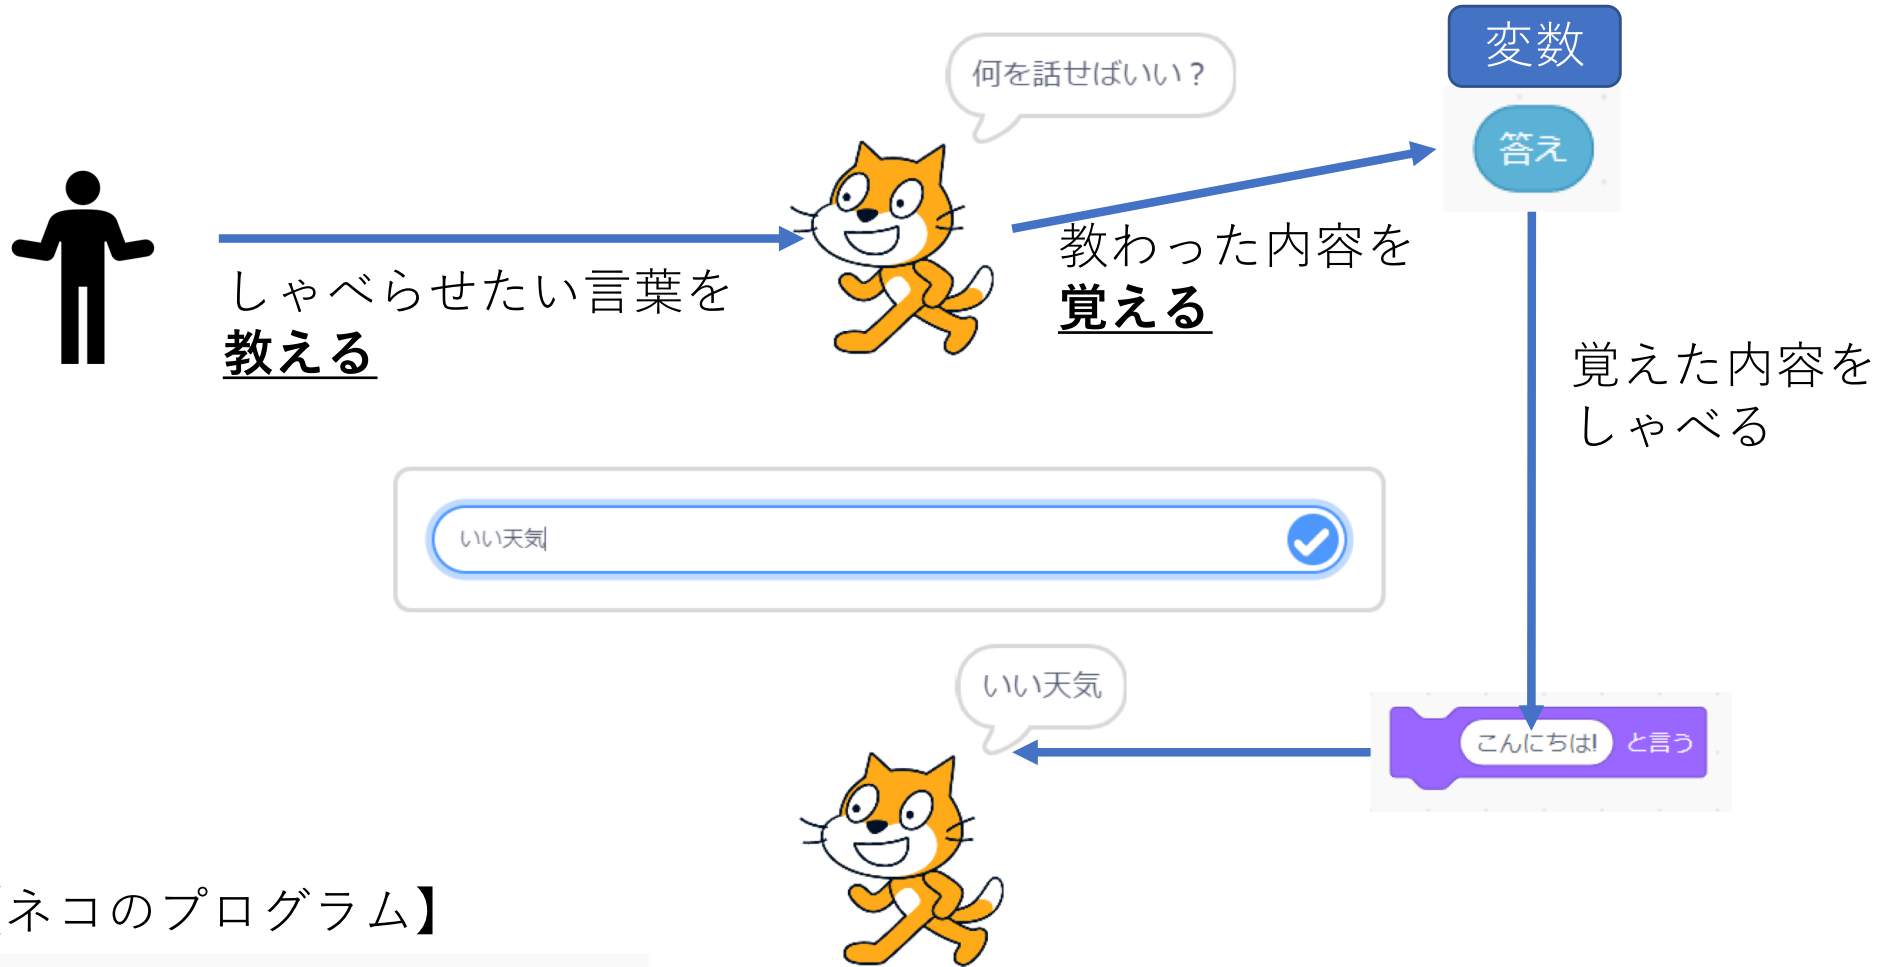 変数
何を話せばいい？
答え
しゃべらせたい言葉を
教える
教わった内容を
覚える
覚えた内容を
しゃべる
いい天気
いい天気
こんにちは! と言う
【ネコのプログラム】